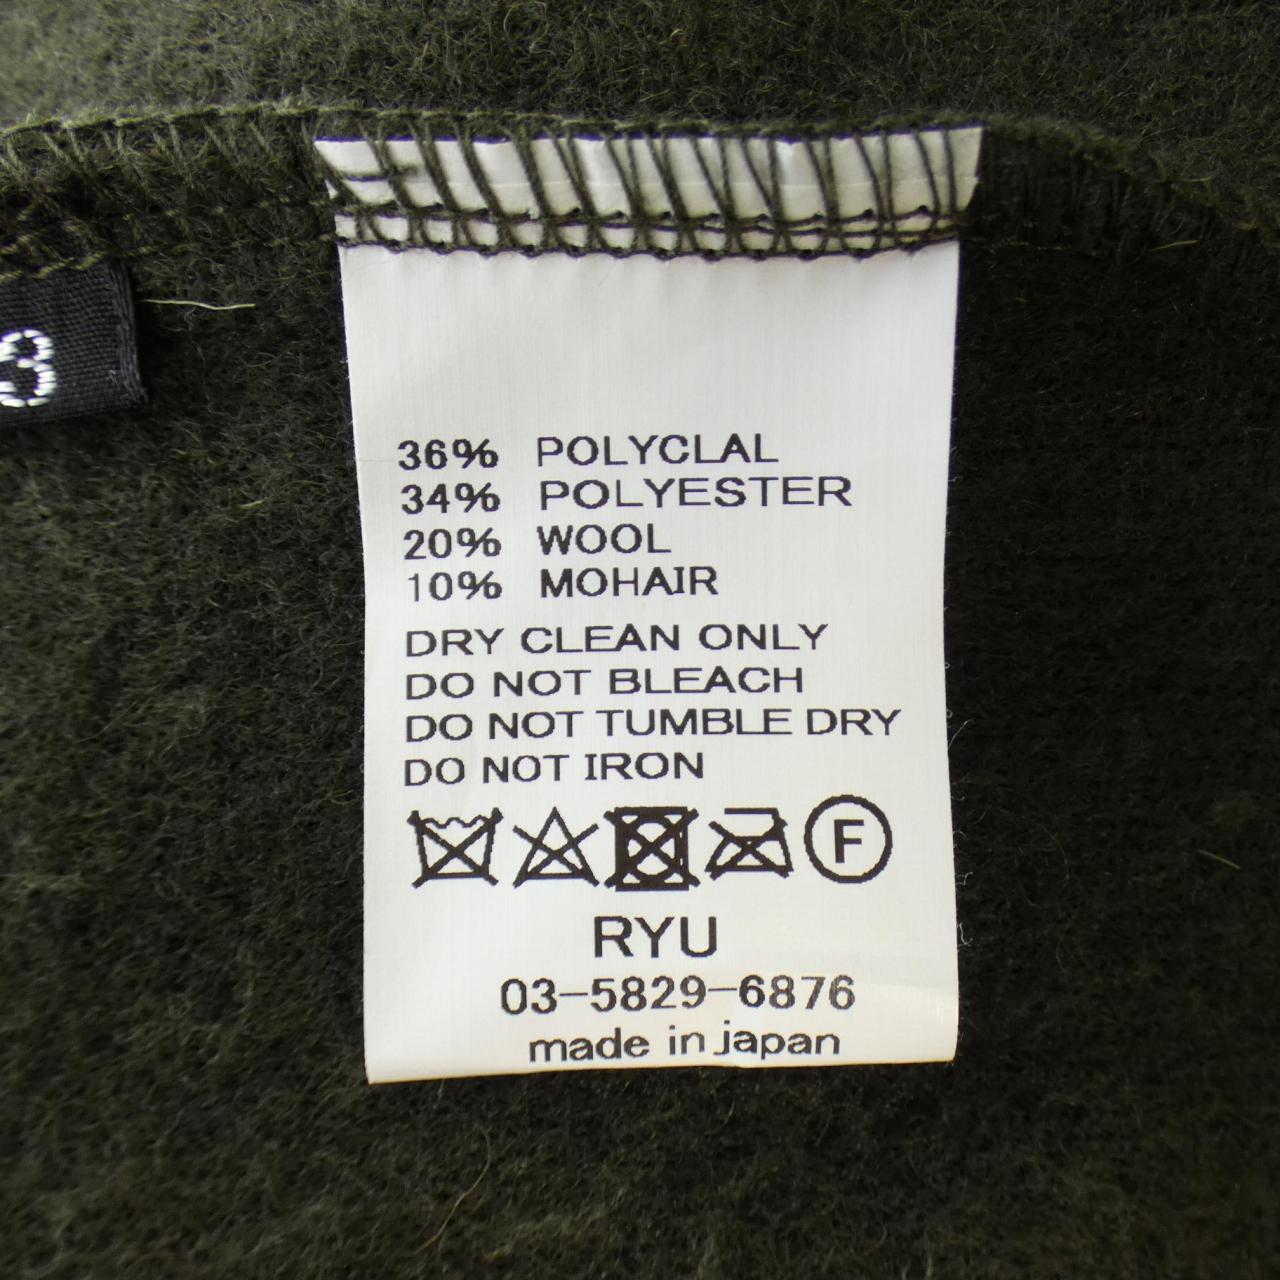 3
36% POLYCLAL
34% POLYESTER
20% WOOL
10% MOHAIR
DRY CLEAN ONLY
DO NOT BLEACH
DO NOT TUMBLE DRY
DO NOT IRON
F
RYU
03-5829-6876
made in japan